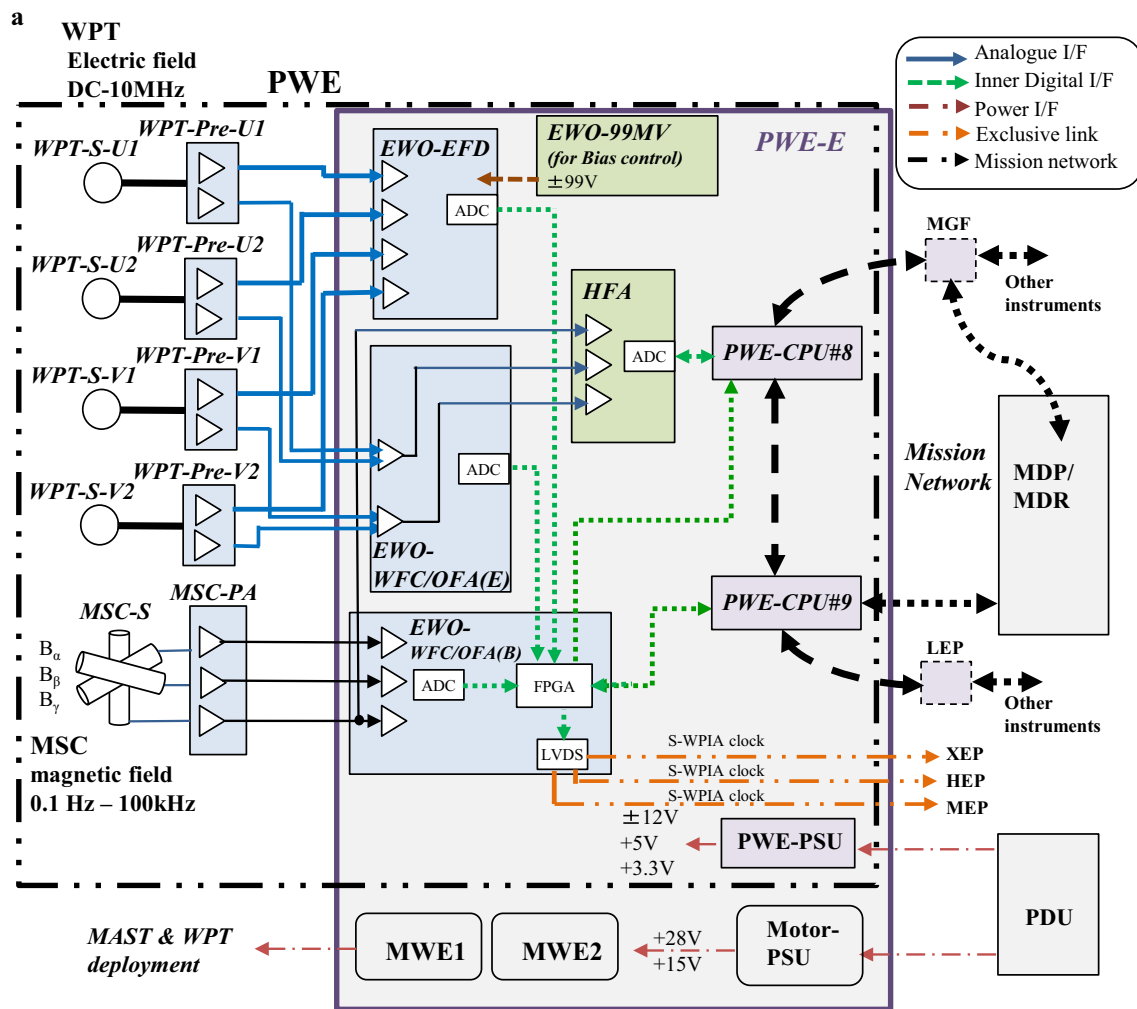 a
WPT
Electric field
DC-10MHz
PWE
Analogue I/F
Inner Digital I/F
Power I/F
Exclusive link
Mission network
WPT-S-U1
WPT-Pre-U1
WPT-S-U2
WPT-Pre-U2
WPT-S-V1
WPT-Pre-V1
WPT-S-V2
WPT-Pre-V2
EWO-EFD
ADC
EWO-99MV
(for Bias control)
±99V
PWE-E
HFA
ADC
PWE-CPU#8
MGF
Other
instruments
ADC
EWO-
WFC/OFA(E)
Mission
Network
MDP/
MDR
PWE-CPU#9
MSC-S
MSC-PA
Bα
Bβ
Bγ
MSC
magnetic field
0.1 Hz – 100kHz
EWO-
WFC/OFA(B)
ADC
FPGA
LVDS
LEP
Other
instruments
S-WPIA clock
XEP
S-WPIA clock
HEP
S-WPIA clock
MEP
±12V
+5V
+3.3V
PWE-PSU
PDU
MAST & WPT
deployment
MWE1
MWE2
+28V
+15V
Motor-
PSU